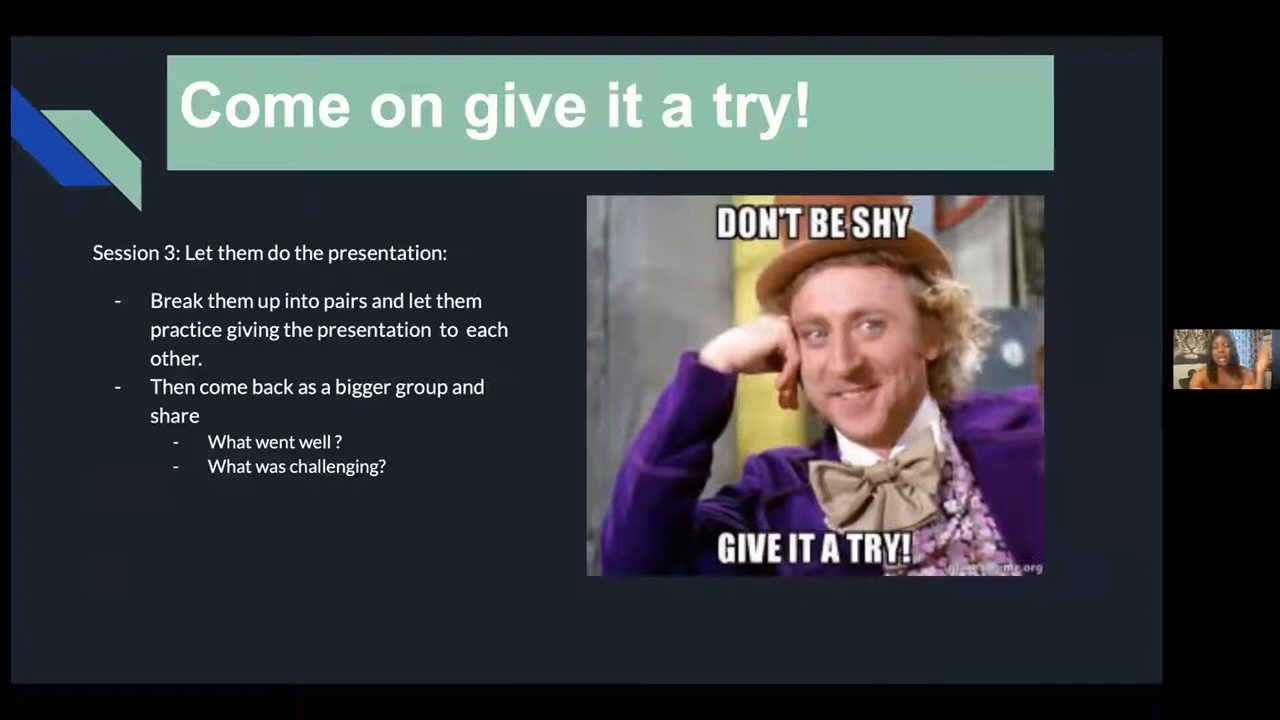 Come on give it a try!
Session 3: Let them do the presentation:
- Break them up into pairs and let them
practice giving the presentation to each
other.
- Then come back as a bigger group and
share
- What went well ?
- What was challenging?
DON'T BE SHY
GIVE IT A TRY!